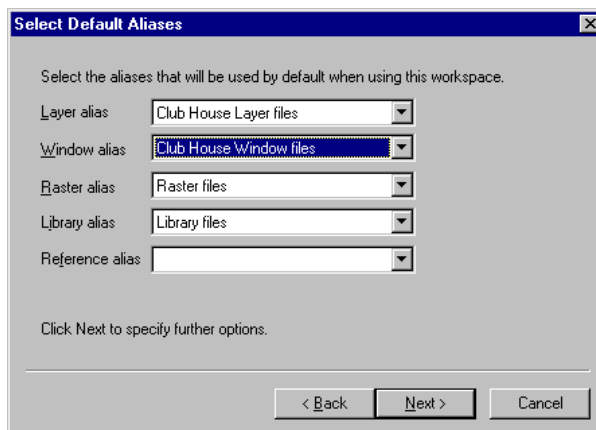 Select Default Aliases
Select the aliases that will be used by default when using this workspace.
Layer alias Club House Layer files
Window alias Club House Window files
Raster alias Raster files
Library alias Library files
Reference alias
Click Next to specify further options.
< Back Next > Cancel